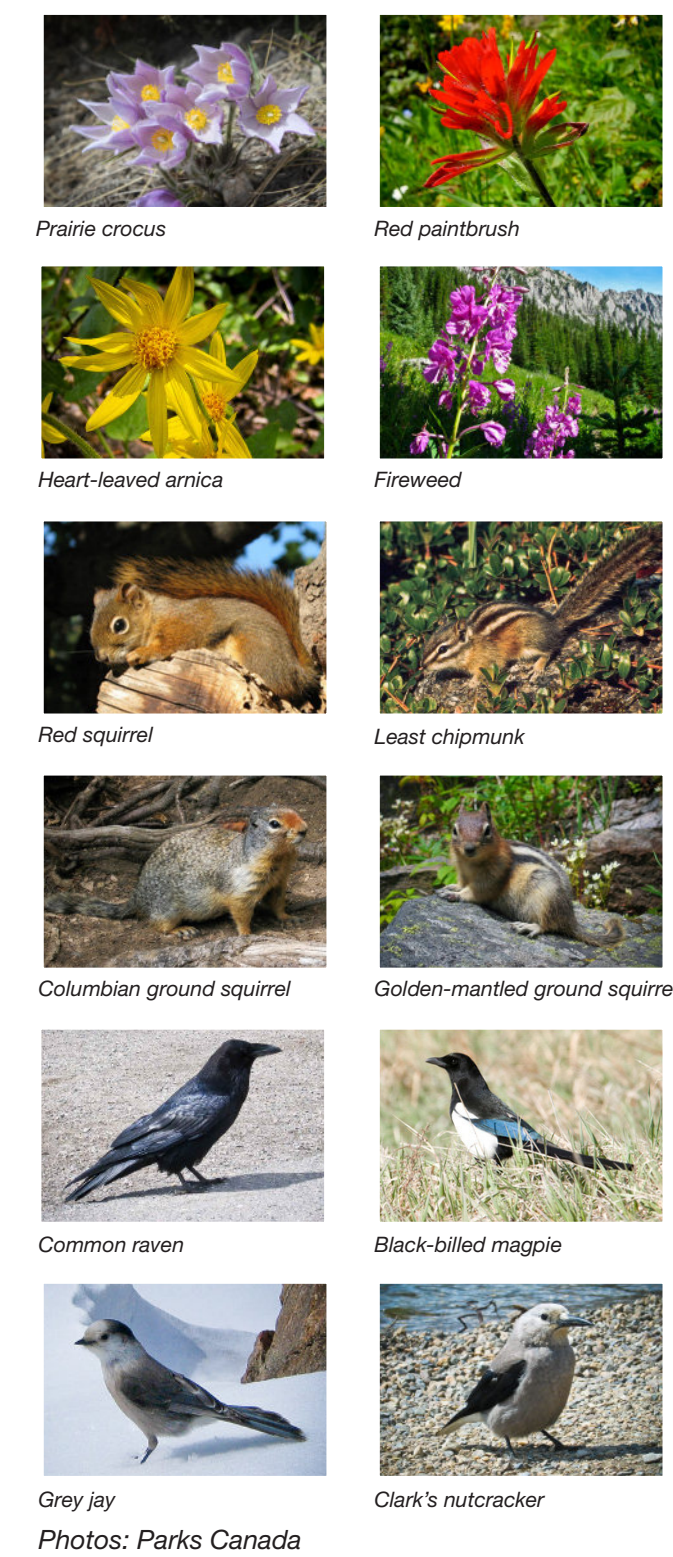 Prairie crocus
Red paintbrush
Heart-leaved arnica
Fireweed
Red squirrel
Least chipmunk
Columbian ground squirrel
Golden-mantled ground squirre
Common raven
Black-billed magpie
Grey jay
Clark's nutcracker
Photos: Parks Canada